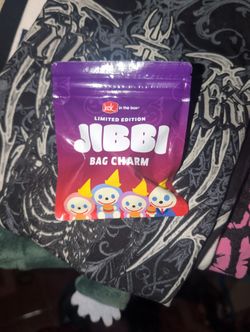 jack in the box
LIMITED EDITION
JIBBI
BAG CHARM